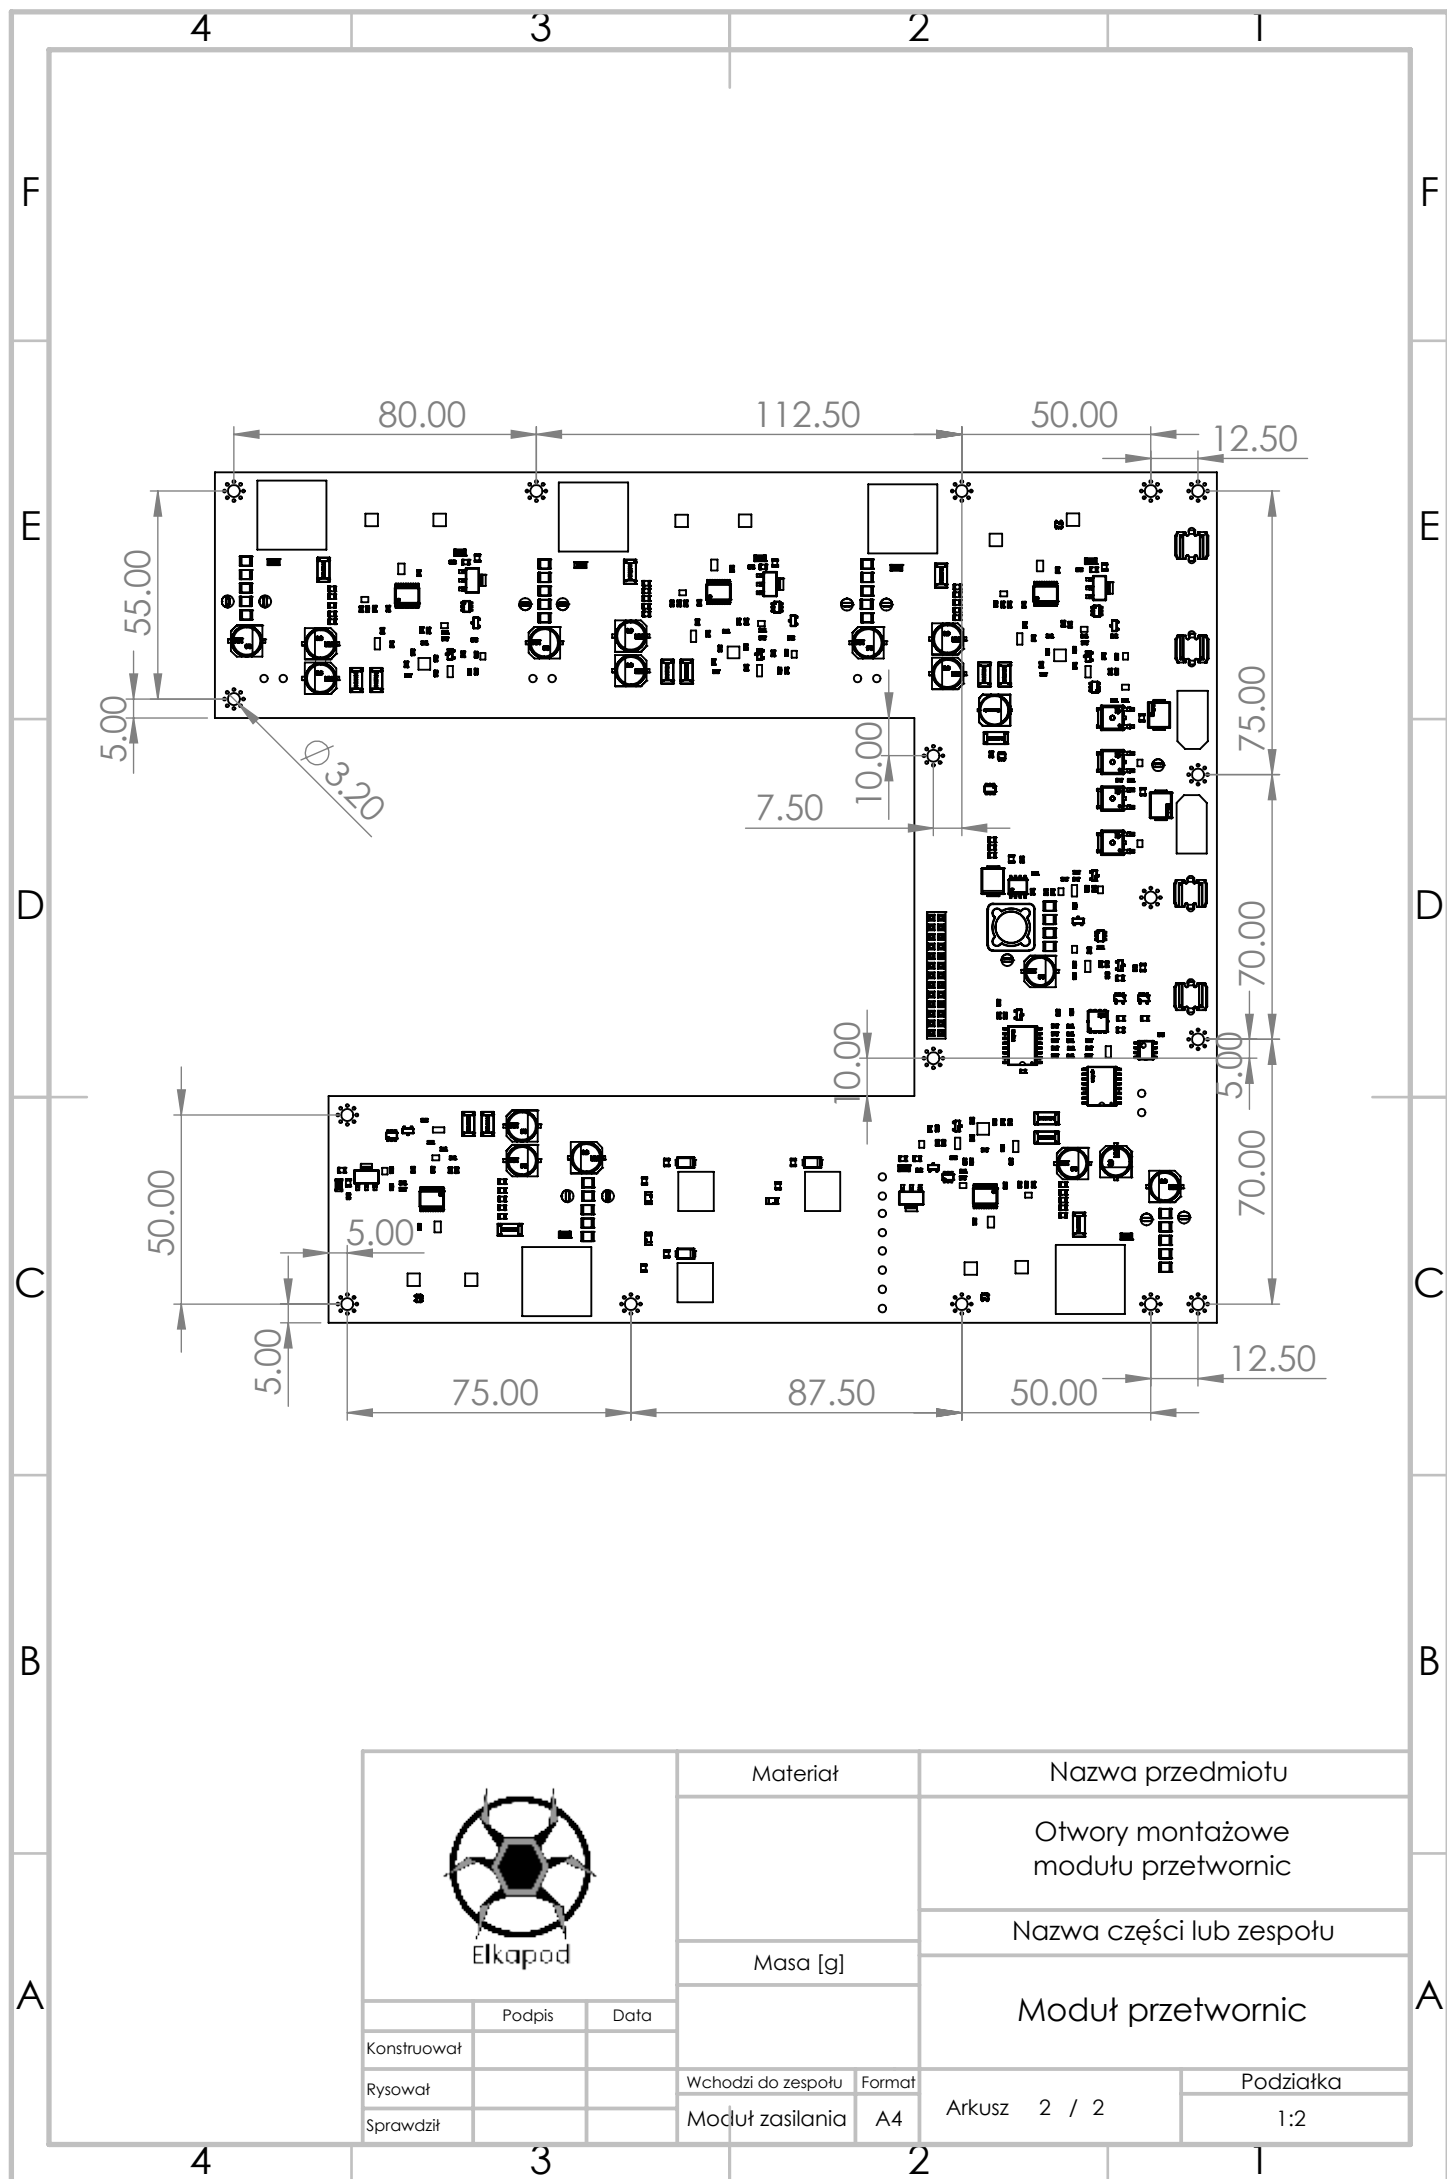 4 3 2 1
F F
80.00 112.50 50.00
12.50
E E
55.00
75.00
5.00
10.00
Ø3.20
7.50
D D
70.00
10.00
5.00
50.00
70.00
5.00
C C
5.00
12.50
75.00 87.50 50.00
B B
Materiał
Nazwa przedmiotu
Otwory montażowe
modułu przetwornic
Nazwa części lub zespołu
Elkapod
Masa [g]
A A
Moduł przetwornic
Podpis Data
Konstruował
Rysował
Wchodzi do zespołu Format
Podziałka
Arkusz 2 / 2
Sprawdził
Moduł zasilania A4
1:2
4 3 2 1